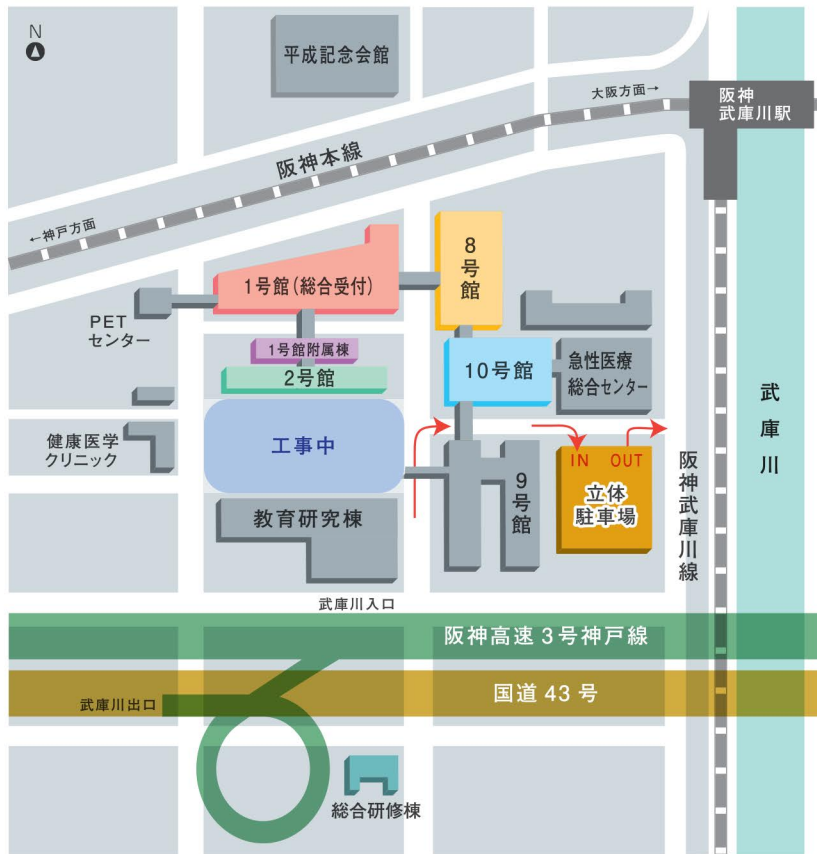 N
平成記念会館
大阪方面→
阪神
武庫川駅
阪神本線
←神戸方面
8号館
1号館(総合受付)
PET
センター
1号館附属棟
2号館
10号館
急性医療
総合センター
武庫川
健康医学
クリニック
工事中
IN OUT
立体
駐車場
9号館
阪神武庫川線
教育研究棟
武庫川入口
阪神高速3号神戸線
国道43号
武庫川出口
総合研修棟